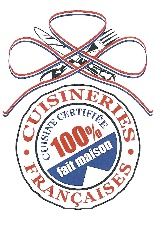 CUISINERIES
CUISINE CERTIFIÉE
100%
fait maison
FRANÇAISES